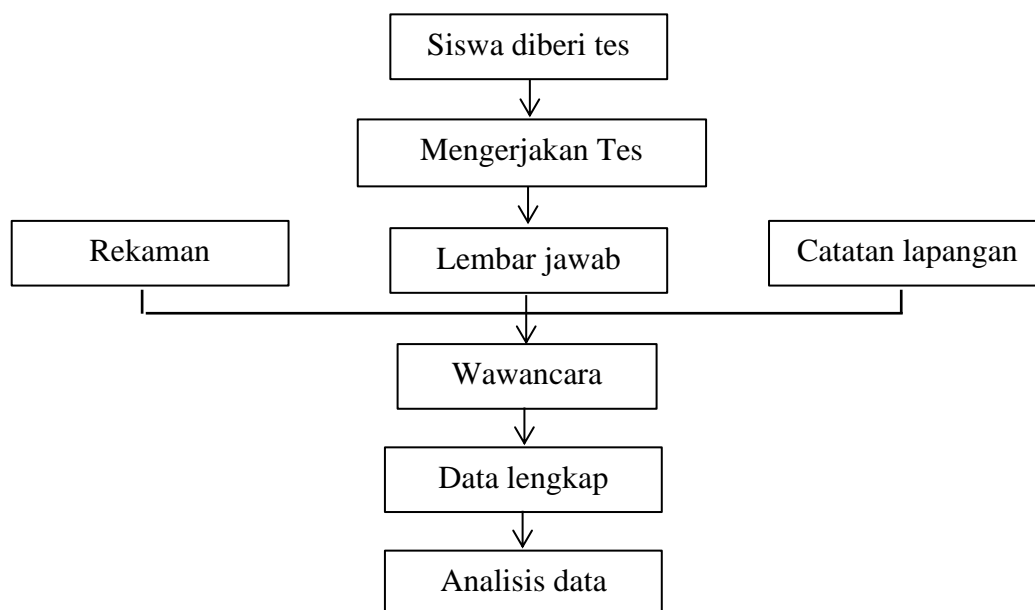 Siswa diberi tes
Mengerjakan Tes
Rekaman
Lembar jawab
Catatan lapangan
Wawancara
Data lengkap
Analisis data